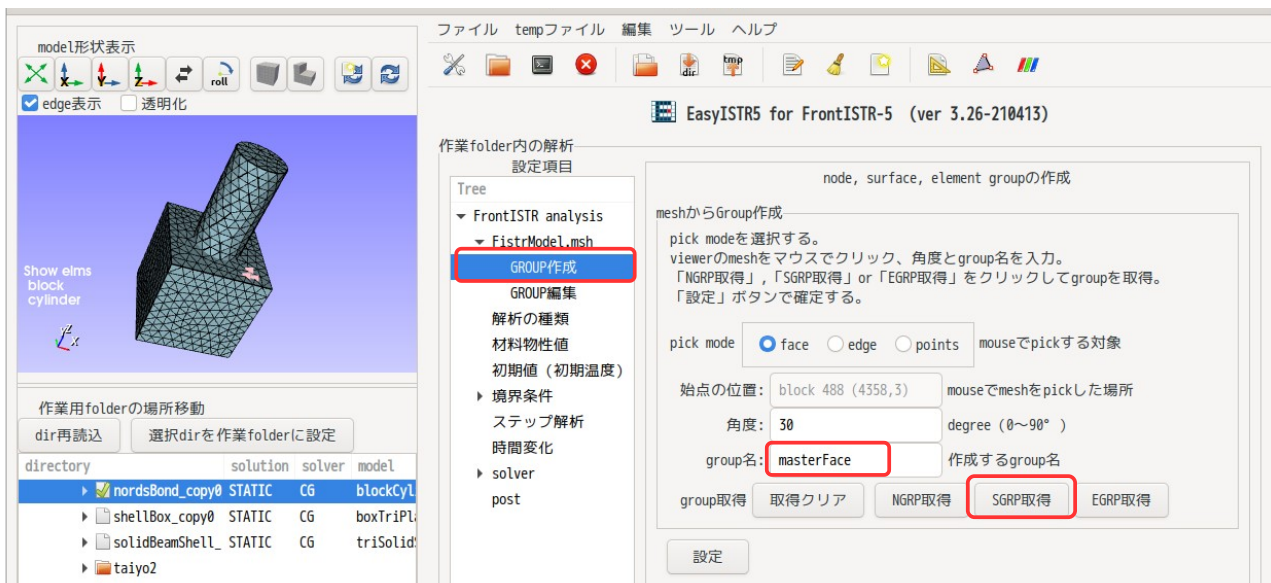 model形状表示
X Y Z roll
edge表示 透明化
Show elms
block
cylinder
yz
x
作業用folderの場所移動
dir再読込 選択dirを作業folderに設定
directory solution solver model
nordsBond_copy0 STATIC CG blockCyl
shellBox_copy0 STATIC CG boxTriPl
solidBeamShell_ STATIC CG triSolid
taiyo2
ファイル tempファイル 編集 ツール ヘルプ
dir tmp
EasyISTR5 for FrontISTR-5 (ver 3.26-210413)
作業folder内の解析
設定項目
Tree
FrontISTR analysis
FistrModel.msh
GROUP作成
GROUP編集
解析の種類
材料物性値
初期値 (初期温度)
境界条件
ステップ解析
時間変化
solver
post
node, surface, element groupの作成
meshからGroup作成
pick modeを選択する。
viewerのmeshをマウスでクリック、角度とgroup名を入力。
「NGRP取得」,「SGRP取得」or「EGRP取得」をクリックしてgroupを取得。
「設定」ボタンで確定する。
pick mode face edge points mouseでpickする対象
始点の位置: block 488 (4358,3) mouseでmeshをpickした場所
角度: 30 degree (0～90° )
group名: masterFace 作成するgroup名
group取得 取得クリア NGRP取得 SGRP取得 EGRP取得
設定